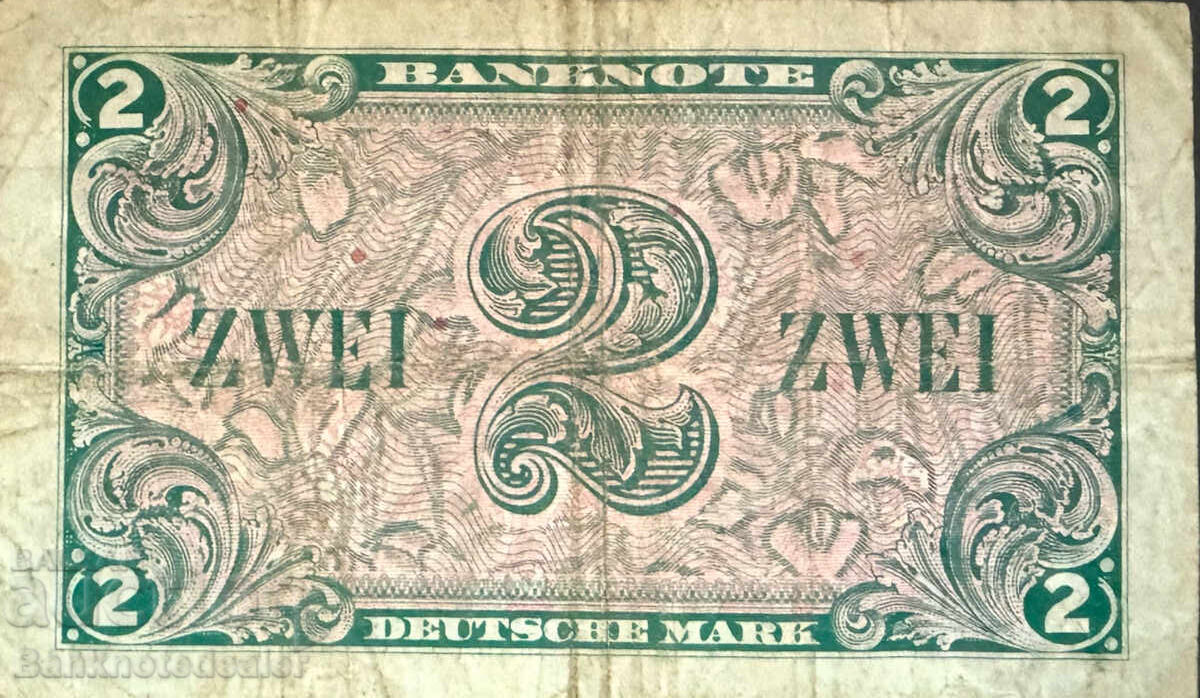 2 BANKNOTE 2
ZWEI 2 ZWEI
2 DEUTSCHE MARK 2
Banknotedealer